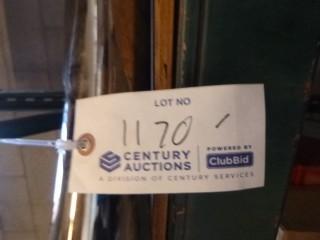 LOT NO
1170
CENTURY AUCTIONS
POWERED BY
ClubBid
A DIVISION OF CENTURY SERVICES